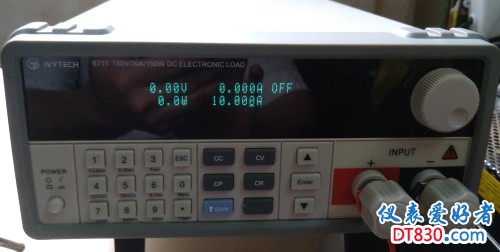 IVYTECH 8711 150V/30A/150W DC ELECTRONIC LOAD
0.00V 0.000A OFF
0.0W 10.000A
POWER
1 2 3 ESC
4 5 6 0
7 8 9
CC CV
CP CR
Shift
Enter
INPUT
+ −
仪表爱好者
DT830.com